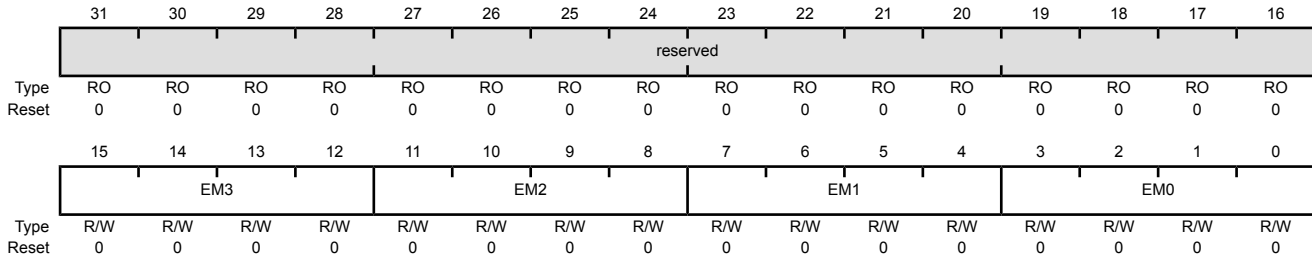 31 30 29 28 27 26 25 24 23 22 21 20 19 18 17 16
reserved
Type RO RO RO RO RO RO RO RO RO RO RO RO RO RO RO RO
Reset 0 0 0 0 0 0 0 0 0 0 0 0 0 0 0 0
15 14 13 12 11 10 9 8 7 6 5 4 3 2 1 0
EM3 EM2 EM1 EM0
Type R/W R/W R/W R/W R/W R/W R/W R/W R/W R/W R/W R/W R/W R/W R/W R/W
Reset 0 0 0 0 0 0 0 0 0 0 0 0 0 0 0 0